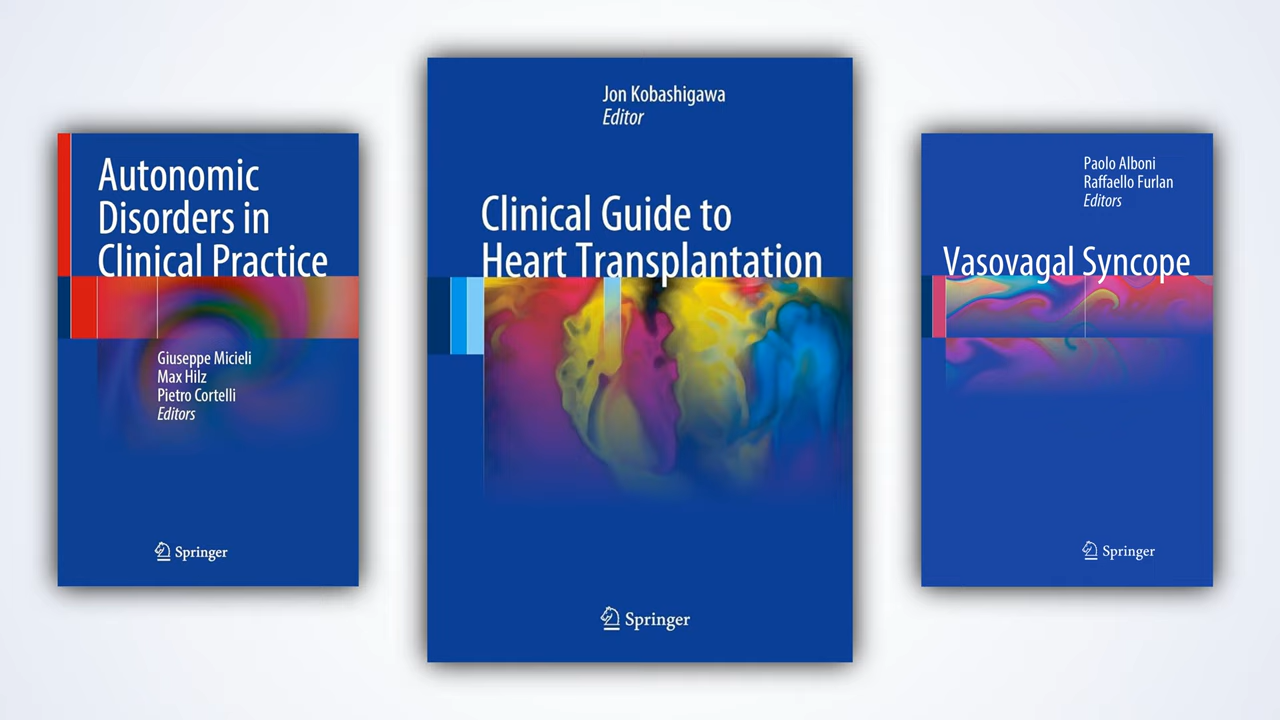 Autonomic
Disorders in
Clinical Practice
Giuseppe Micieli
Max Hilz
Pietro Cortelli
Editors
Springer
Jon Kobashigawa
Editor
Clinical Guide to
Heart Transplantation
Springer
Paolo Alboni
Raffaello Furlan
Editors
Vasovagal Syncope
Springer